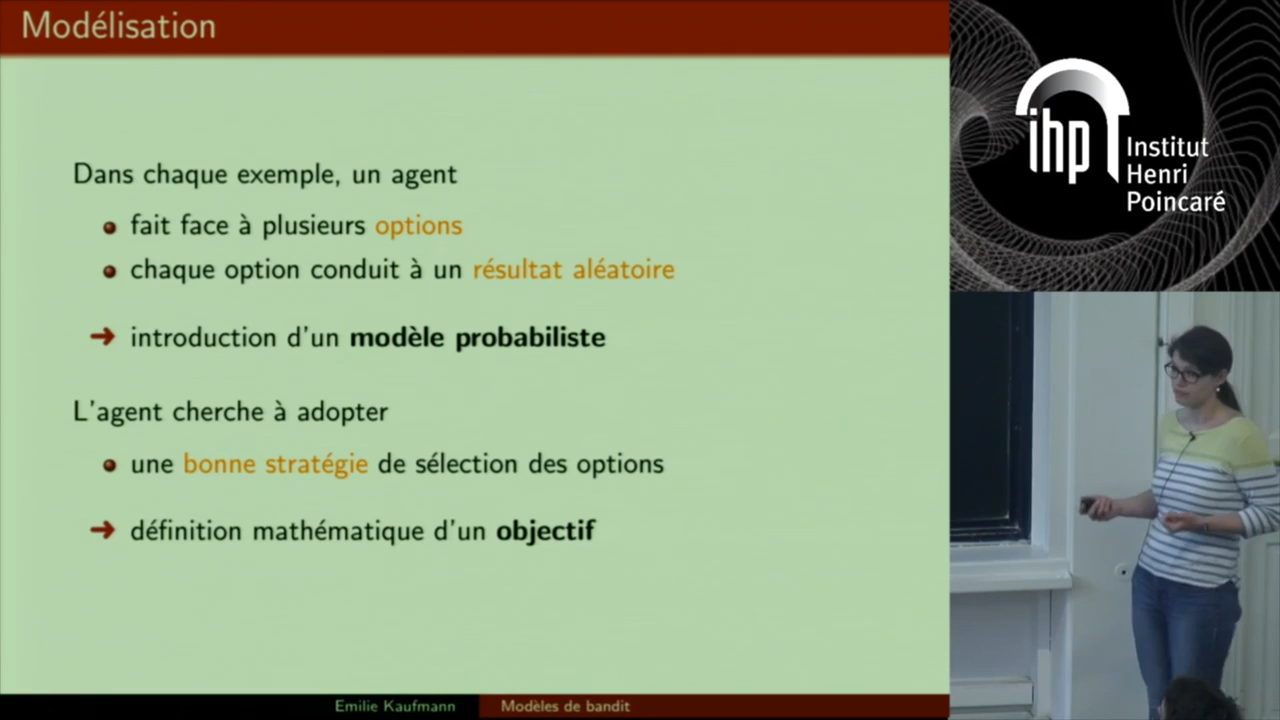 Modélisation
Dans chaque exemple, un agent
fait face à plusieurs options
chaque option conduit à un résultat aléatoire
➜ introduction d'un modèle probabiliste
L'agent cherche à adopter
une bonne stratégie de sélection des options
➜ définition mathématique d'un objectif
Emilie Kaufmann
Modèles de bandit
ihp
Institut
Henri
Poincaré